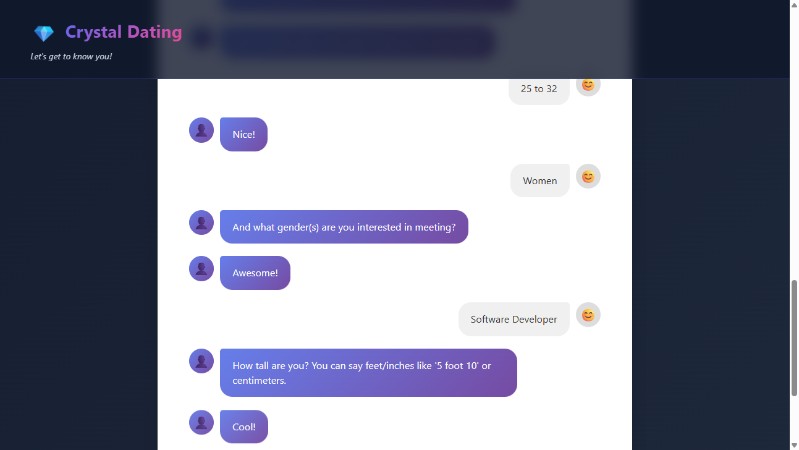 Crystal Dating
Let's get to know you!
25 to 32
Nice!
Women
And what gender(s) are you interested in meeting?
Awesome!
Software Developer
How tall are you? You can say feet/inches like '5 foot 10' or
centimeters.
Cool!